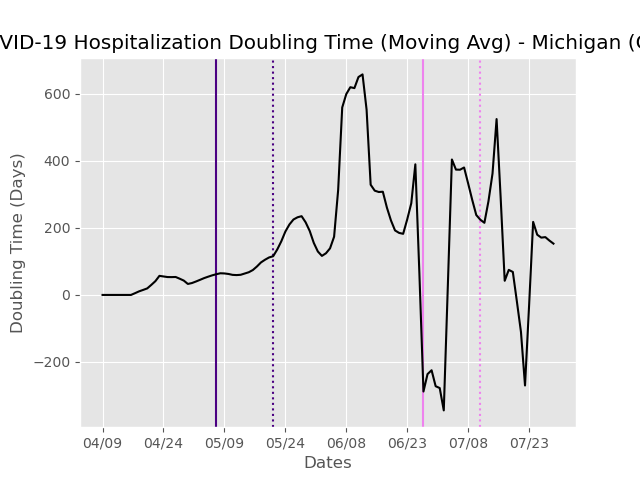 VID-19 Hospitalization Doubling Time (Moving Avg) - Michigan (
Doubling Time (Days)
600
400
200
0
−200
04/09 04/24 05/09 05/24 06/08 06/23 07/08 07/23
Dates